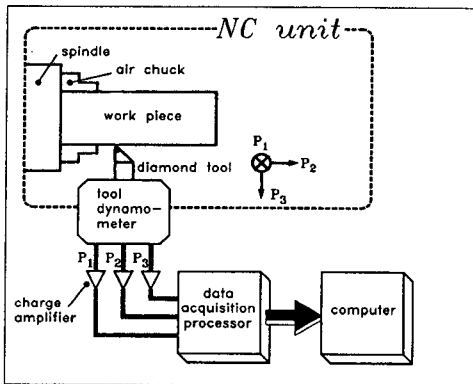 NC unit
spindle
air chuck
work piece
diamond tool
P1
P2
P3
tool
dynamo-
meter
P1 P2 P3
charge
amplifier
data
acquisition
processor
computer